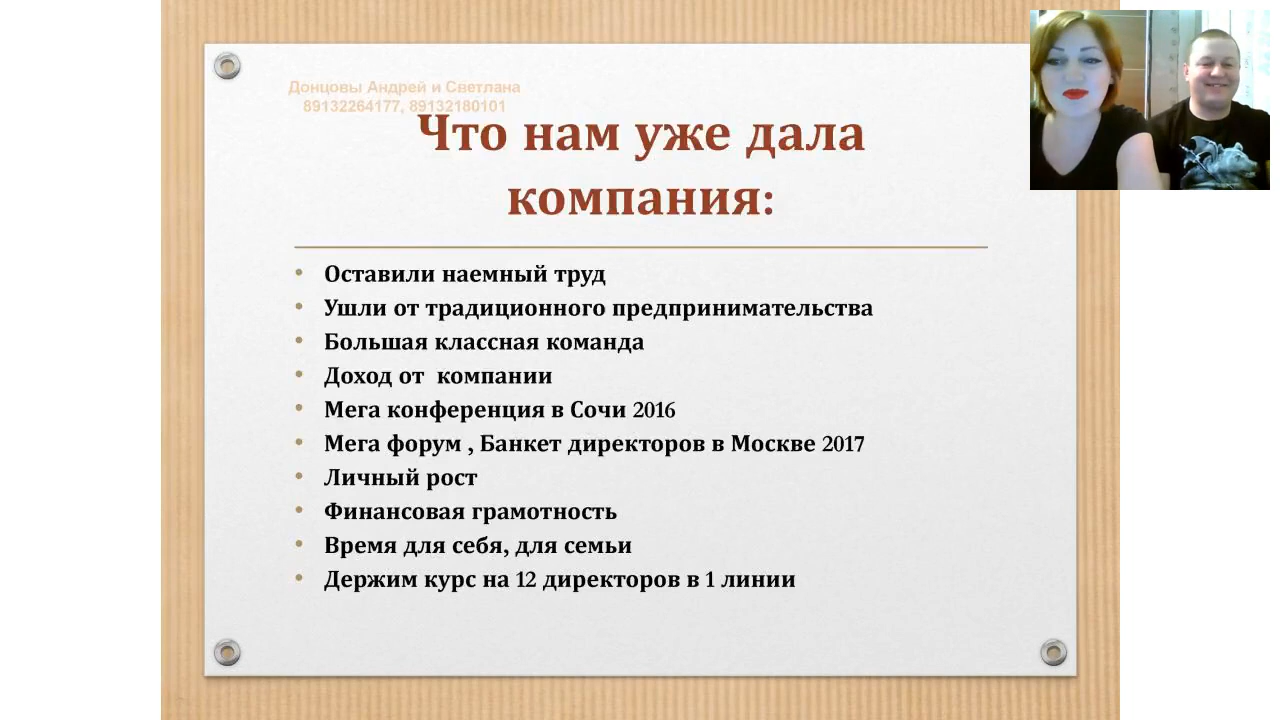 Донцовы Андрей и Светлана
89132264177, 89132180101
Что нам уже дала
компания:
• Оставили наемный труд
• Ушли от традиционного предпринимательства
• Большая классная команда
• Доход от  компании
• Мега конференция в Сочи 2016
• Мега форум , Банкет директоров в Москве 2017
• Личный рост
• Финансовая грамотность
• Время для себя, для семьи
• Держим курс на 12 директоров в 1 линии